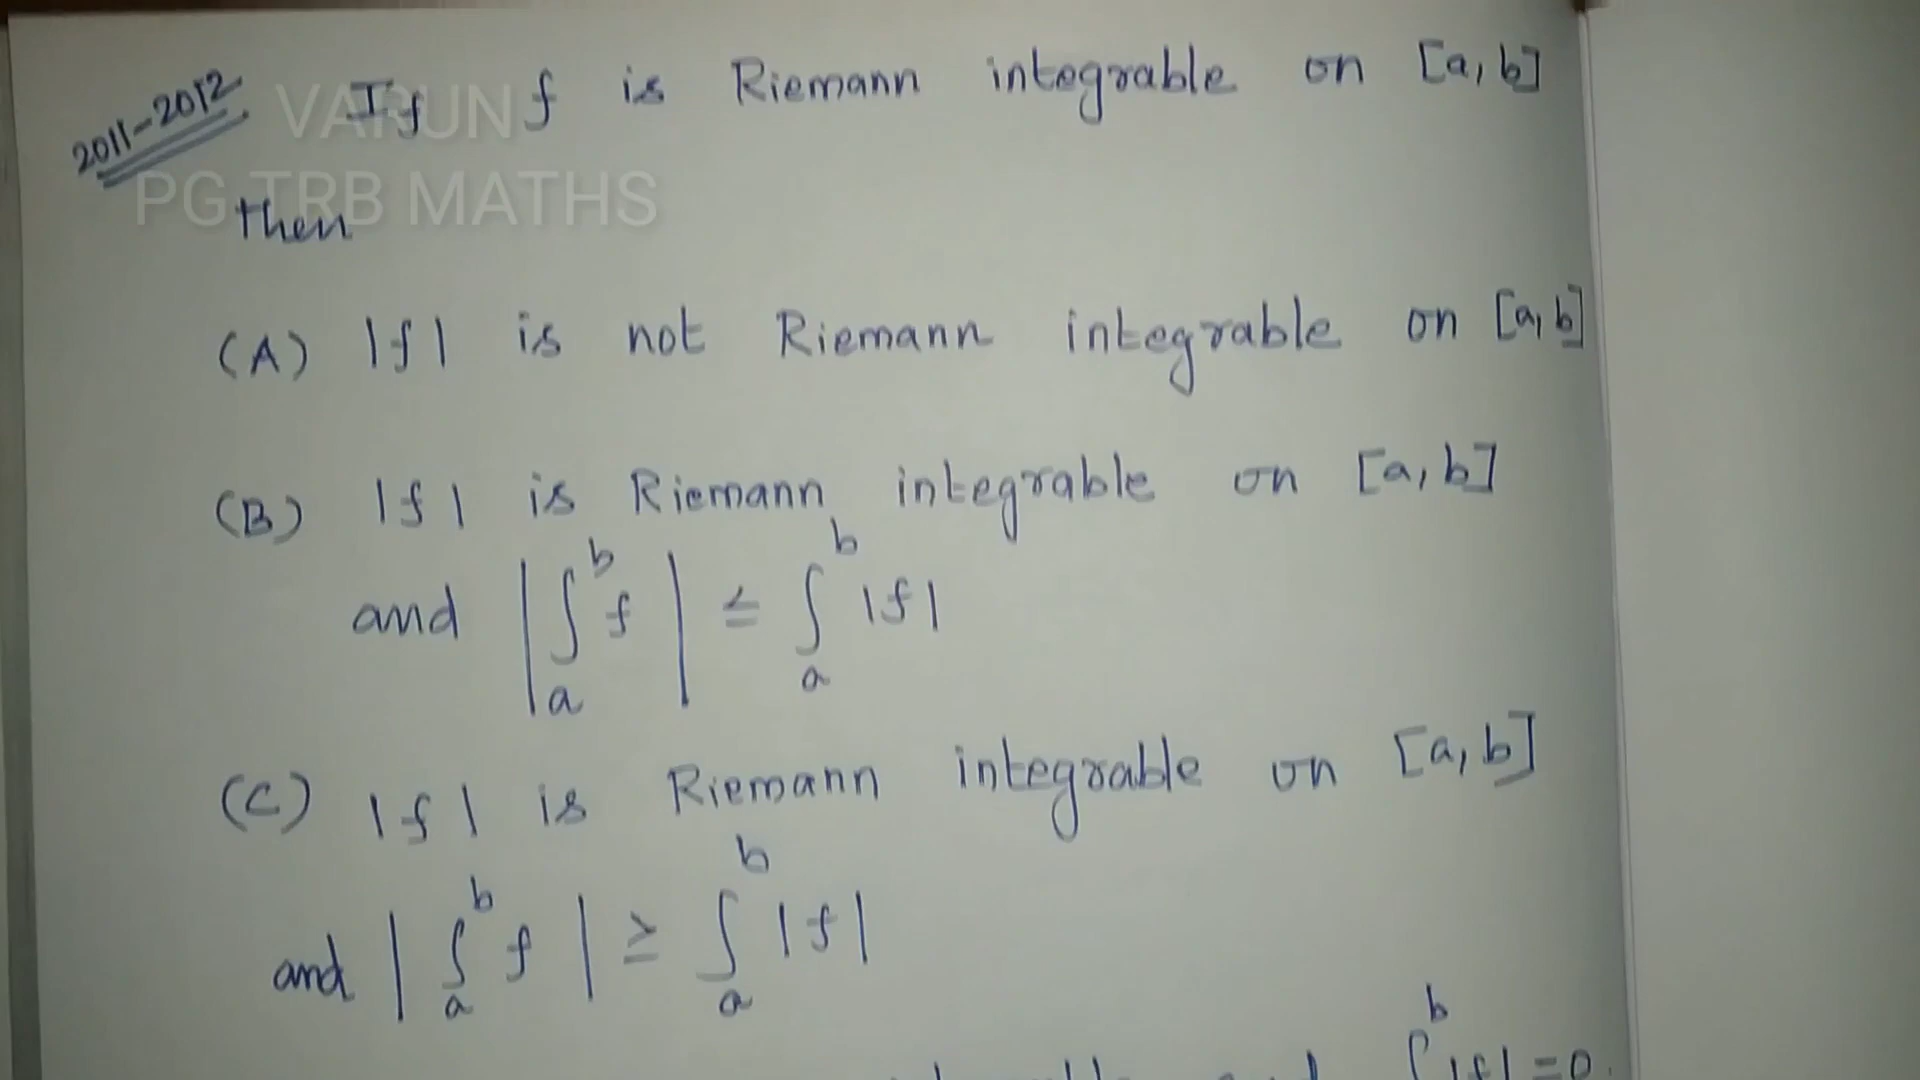 2011-2012 If f is Riemann integrable on [a, b]
then
(A) |f| is not Riemann integrable on [a, b]
(B) |f| is Riemann integrable on [a, b]
and |∫_a^b f| ≤ ∫_a^b |f|
(C) |f| is Riemann integrable on [a, b]
and |∫_a^b f| ≥ ∫_a^b |f|
∫^b |f| = 0.
VARUN
PG TRB MATHS